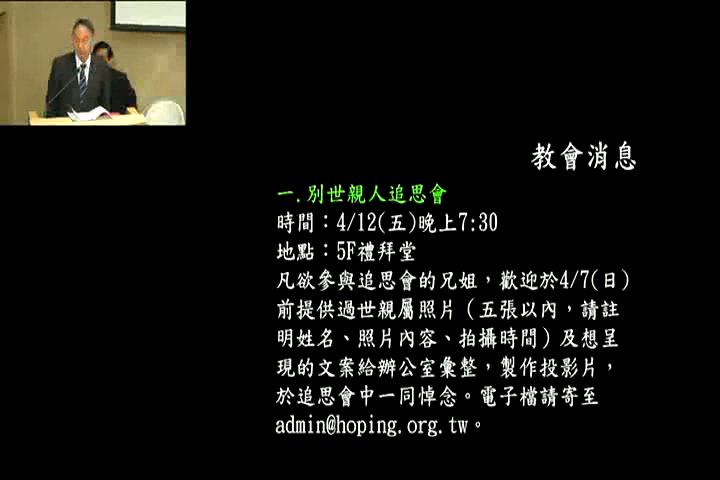 教會消息
一.別世親人追思會
時間：4/12(五)晚上7:30
地點：5F禮拜堂
凡欲參與追思會的兄姐，歡迎於4/7(日)
前提供過世親屬照片（五張以內，請註
明姓名、照片內容、拍攝時間）及想呈
現的文案給辦公室彙整，製作投影片，
於追思會中一同悼念。電子檔請寄至
admin@hoping.org.tw。